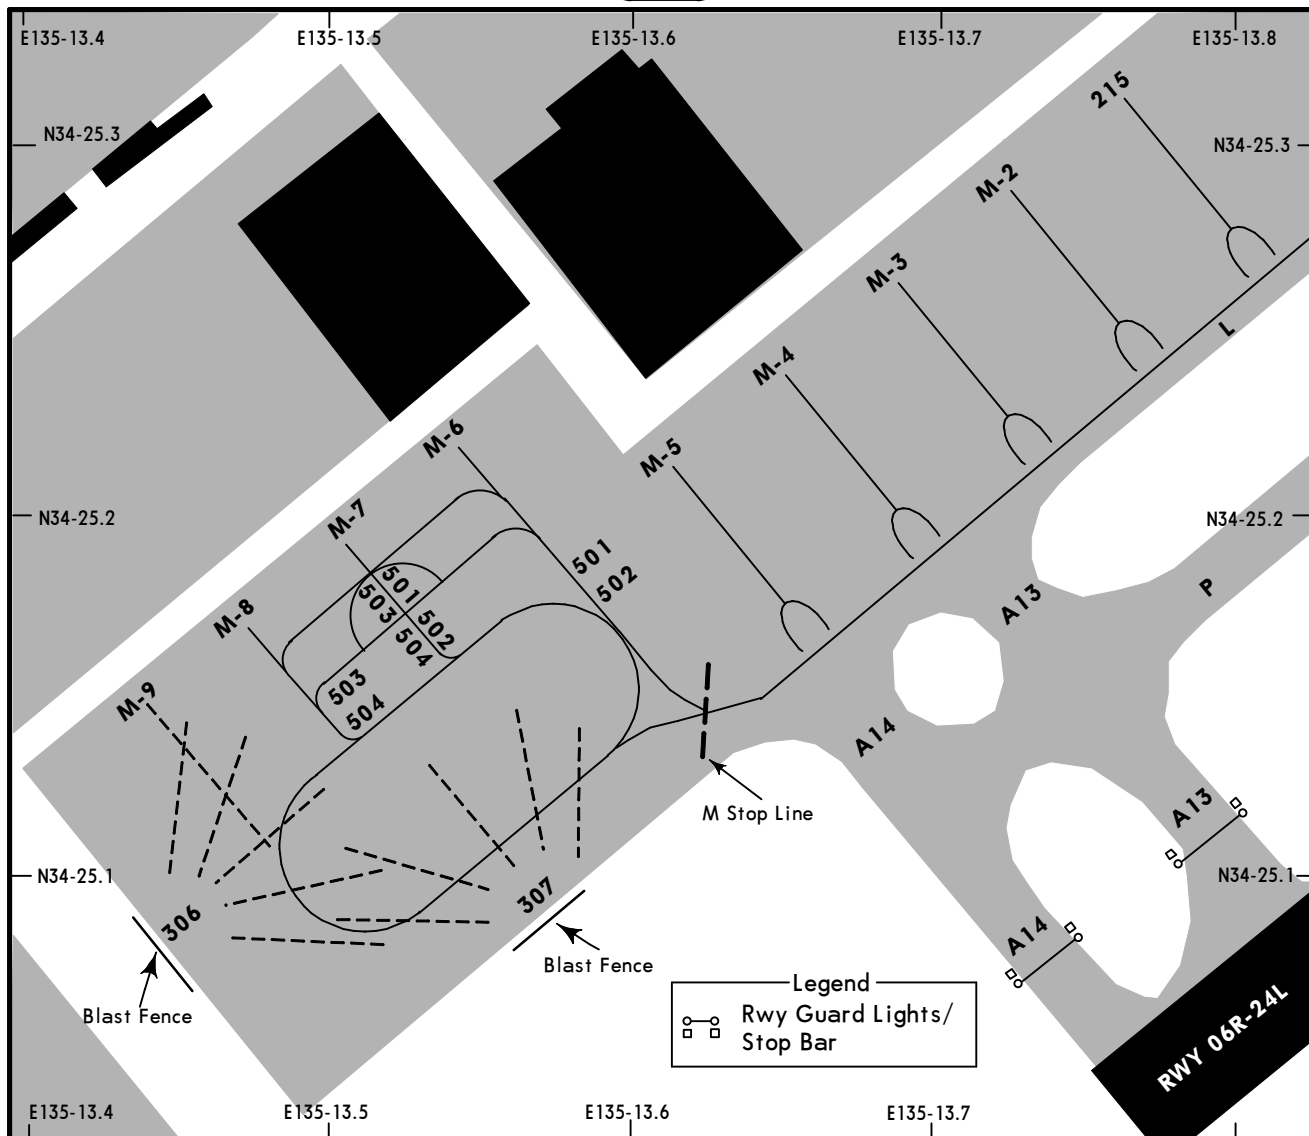 E135-13.4
E135-13.5
E135-13.6
E135-13.7
E135-13.8
N34-25.3
N34-25.3
215
M-2
M-3
M-4
M-5
M-6
M-7
M-8
M-9
L
N34-25.2
N34-25.2
501
502
501
503
502
504
503
504
A13
P
A14
M Stop Line
A13
A14
N34-25.1
N34-25.1
306
307
Blast Fence
Blast Fence
Legend
Rwy Guard Lights/
Stop Bar
RWY 06R-24L
E135-13.4
E135-13.5
E135-13.6
E135-13.7